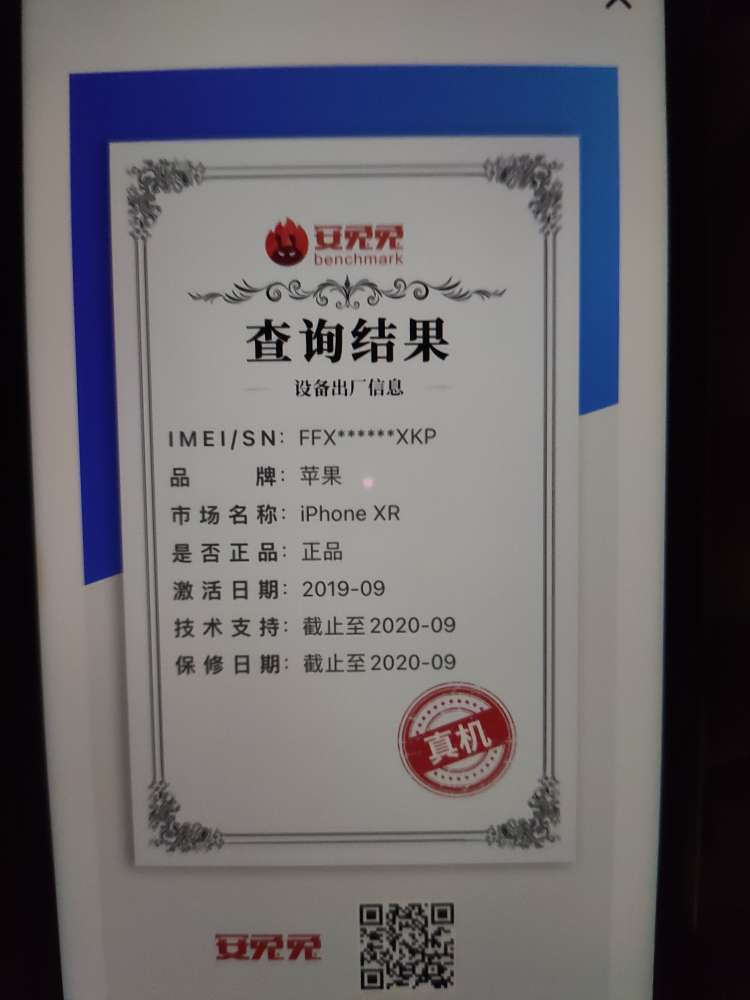 安兔兔
benchmark
查询结果
设备出厂信息
IMEI/SN: FFX******XKP
品牌: 苹果
市场名称: iPhone XR
是否正品: 正品
激活日期: 2019-09
技术支持: 截止至2020-09
保修日期: 截止至2020-09
真机
安兔兔